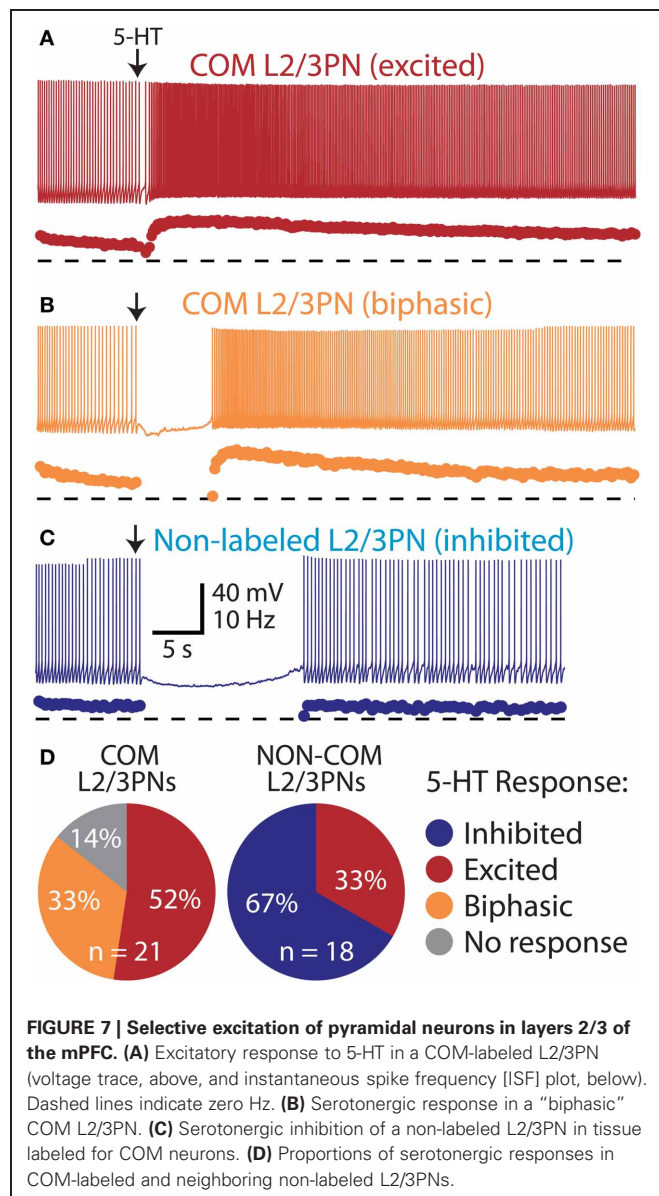 A
5-HT
COM L2/3PN (excited)
B
COM L2/3PN (biphasic)
C
Non-labeled L2/3PN (inhibited)
40 mV
10 Hz
5 s
D
COM
L2/3PNs
NON-COM
L2/3PNs
5-HT Response:
14%
33%
52%
n = 21
67%
33%
n = 18
Inhibited
Excited
Biphasic
No response
FIGURE 7 | Selective excitation of pyramidal neurons in layers 2/3 of
the mPFC. (A) Excitatory response to 5-HT in a COM-labeled L2/3PN
(voltage trace, above, and instantaneous spike frequency [ISF] plot, below).
Dashed lines indicate zero Hz. (B) Serotonergic response in a “biphasic”
COM L2/3PN. (C) Serotonergic inhibition of a non-labeled L2/3PN in tissue
labeled for COM neurons. (D) Proportions of serotonergic responses in
COM-labeled and neighboring non-labeled L2/3PNs.